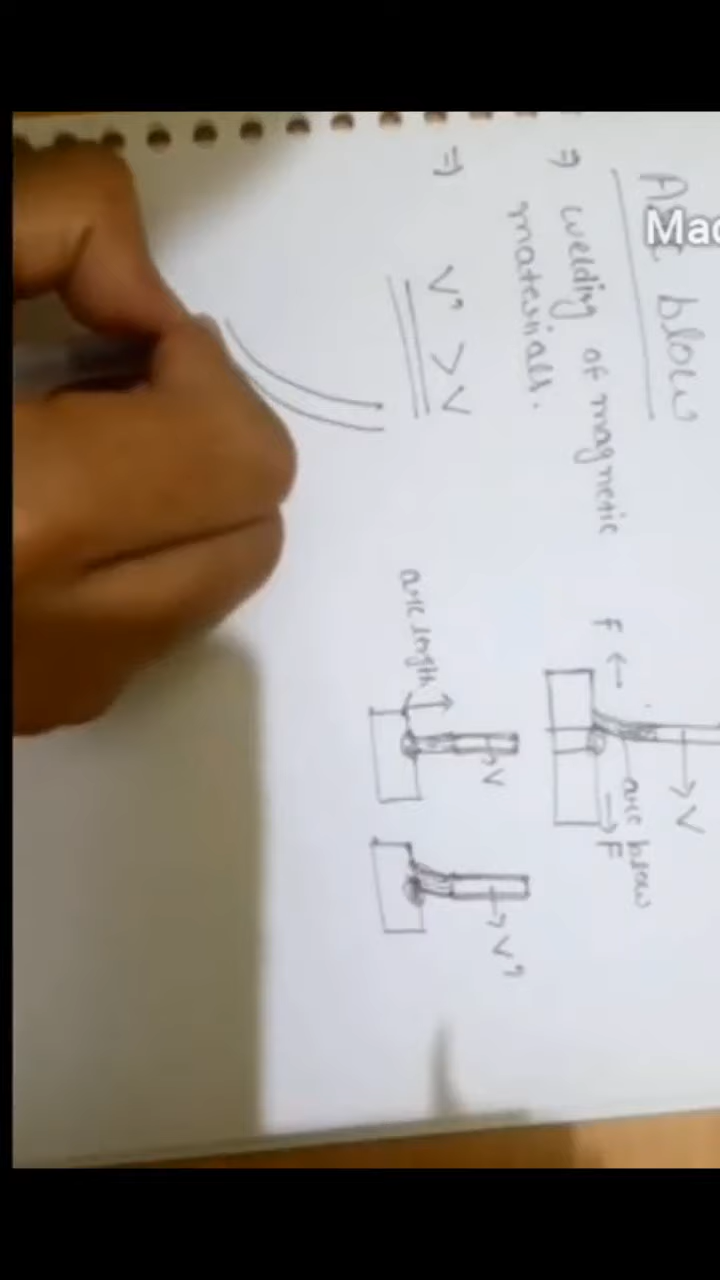 Arc blow
Mac
⇒ welding of magnetic
materials.
⇒ V' > V
F ←
→ V
→ F
arc blow
arc length
→ V
→ V'